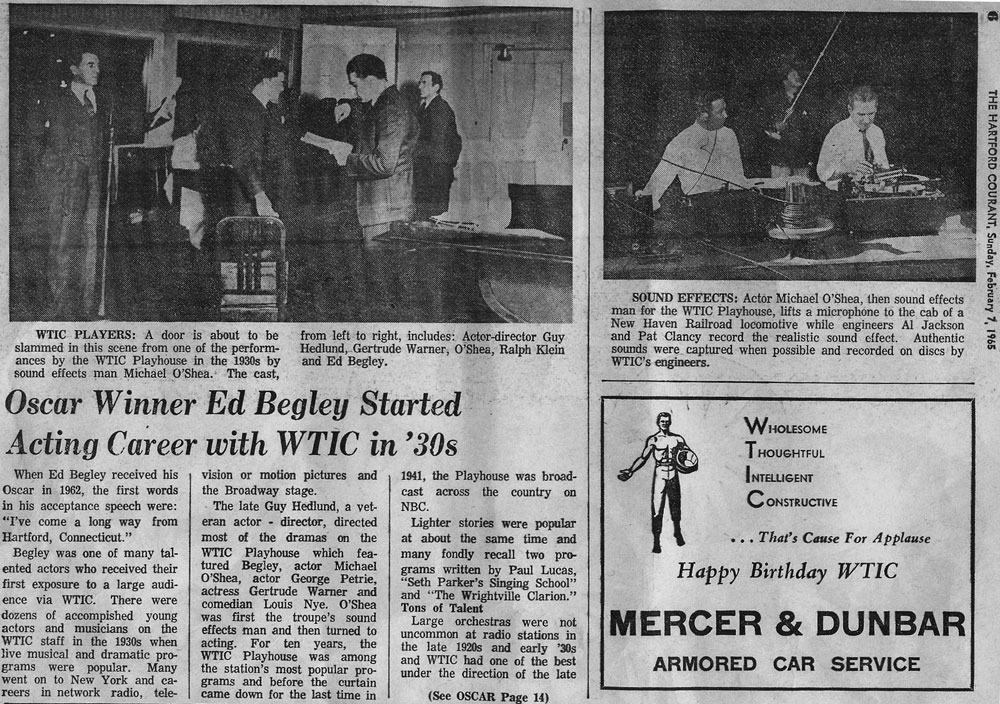 WTIC PLAYERS: A door is about to be
slammed in this scene from one of the perform-
ances by the WTIC Playhouse in the 1930s by
sound effects man Michael O'Shea. The cast,
from left to right, includes: Actor-director Guy
Hedlund, Gertrude Warner, O'Shea, Ralph Klein
and Ed Begley.
Oscar Winner Ed Begley Started
Acting Career with WTIC in '30s
When Ed Begley received his
Oscar in 1962, the first words
in his acceptance speech were:
"I've come a long way from
Hartford, Connecticut."
Begley was one of many tal-
ented actors who received their
first exposure to a large audi-
ence via WTIC. There were
dozens of accompished young
actors and musicians on the
WTIC staff in the 1930s when
live musical and dramatic pro-
grams were popular. Many
went on to New York and ca-
reers in network radio, tele-
vision or motion pictures and
the Broadway stage.
The late Guy Hedlund, a vet-
eran actor - director, directed
most of the dramas on the
WTIC Playhouse which fea-
tured Begley, actor Michael
O'Shea, actor George Petrie,
actress Gertrude Warner and
comedian Louis Nye. O'Shea
was first the troupe's sound
effects man and then turned to
acting. For ten years, the
WTIC Playhouse was among
the station's most popular pro-
grams and before the curtain
came down for the last time in
1941, the Playhouse was broad-
cast across the country on
NBC.
Lighter stories were popular
at about the same time and
many fondly recall two pro-
grams written by Paul Lucas,
"Seth Parker's Singing School"
and "The Wrightville Clarion."
Tons of Talent
Large orchestras were not
uncommon at radio stations in
the late 1920s and early '30s
and WTIC had one of the best
under the direction of the late
(See OSCAR Page 14)
SOUND EFFECTS: Actor Michael O'Shea, then sound effects
man for the WTIC Playhouse, lifts a microphone to the cab of a
New Haven Railroad locomotive while engineers Al Jackson
and Pat Clancy record the realistic sound effect. Authentic
sounds were captured when possible and recorded on discs by
WTIC's engineers.
WHOLESOME
THOUGHTFUL
INTELLIGENT
CONSTRUCTIVE
... That's Cause For Applause
Happy Birthday WTIC
MERCER & DUNBAR
ARMORED CAR SERVICE
6
THE HARTFORD COURANT, Sunday, February 7, 1965